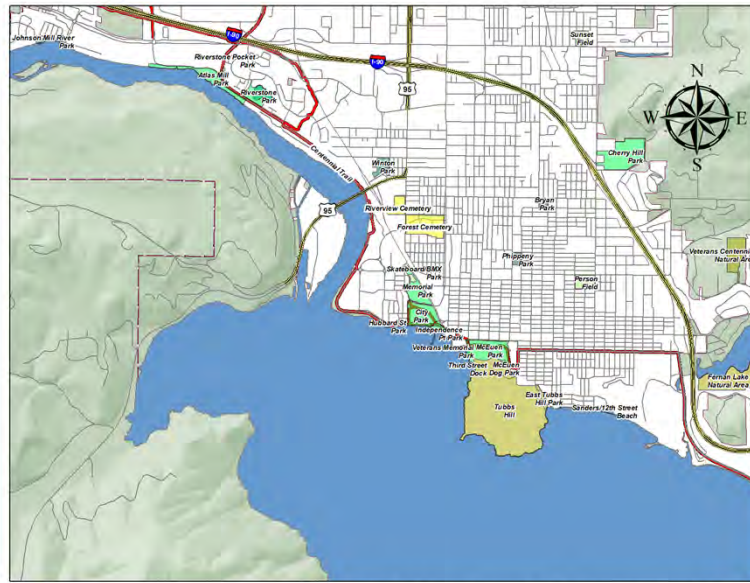 Johnson Mill River
Park
I-90
Sunset
Field
Riverstone Pocket
Park
I-90
Atlas Mill
Park
Riverstone
Park
95
N
W
E
S
Centennial Trail
Cherry Hill
Park
Winton
Park
95
Riverview Cemetery
Bryan
Park
Forest Cemetery
Veterans Centenn
Natural Area
Phippeny
Park
Skateboard/BMX
Park
Person
Field
Memorial
Park
City
Park
Hubbard St
Park
Independence
Pt Park
Veterans Memorial
Park
McEuen
Park
Third Street
Dock
McEuen
Dog Park
Fernan Lake
Natural Area
East Tubbs
Hill Park
Tubbs
Hill
Sanders/12th Street
Beach